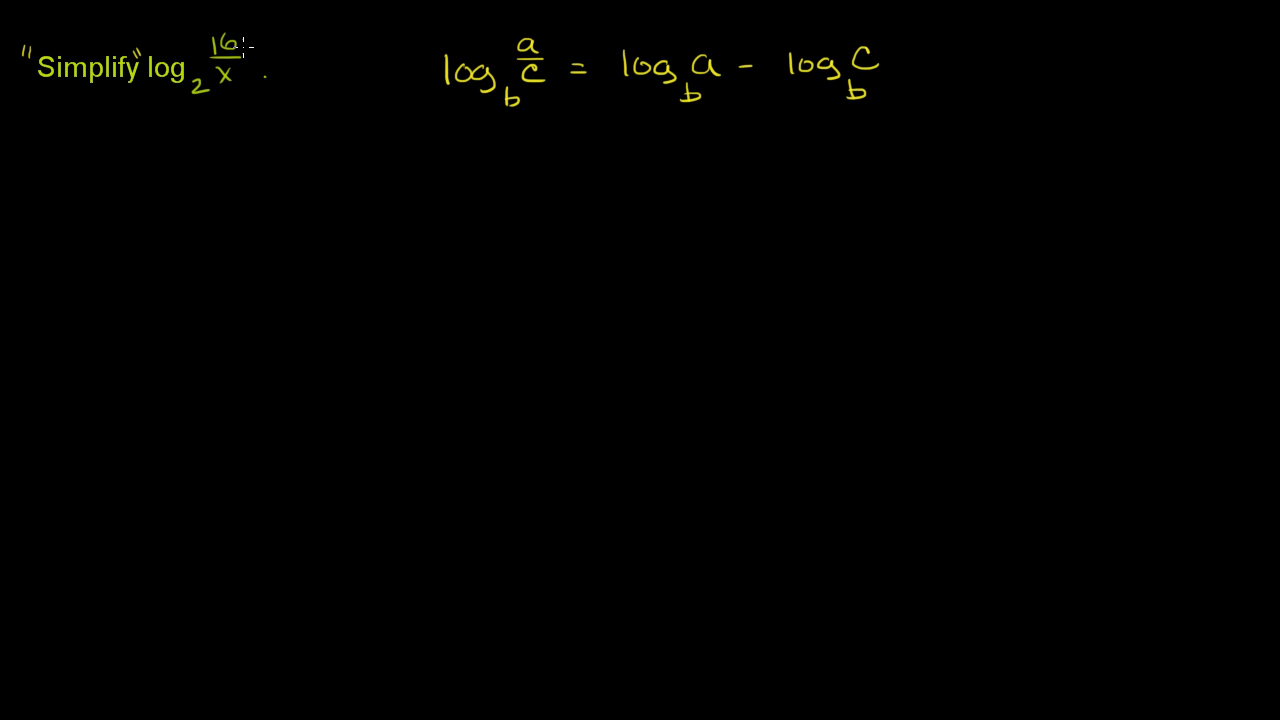 "Simplify" log₂ 16/x .
log_b a/c = log_b a - log_b c